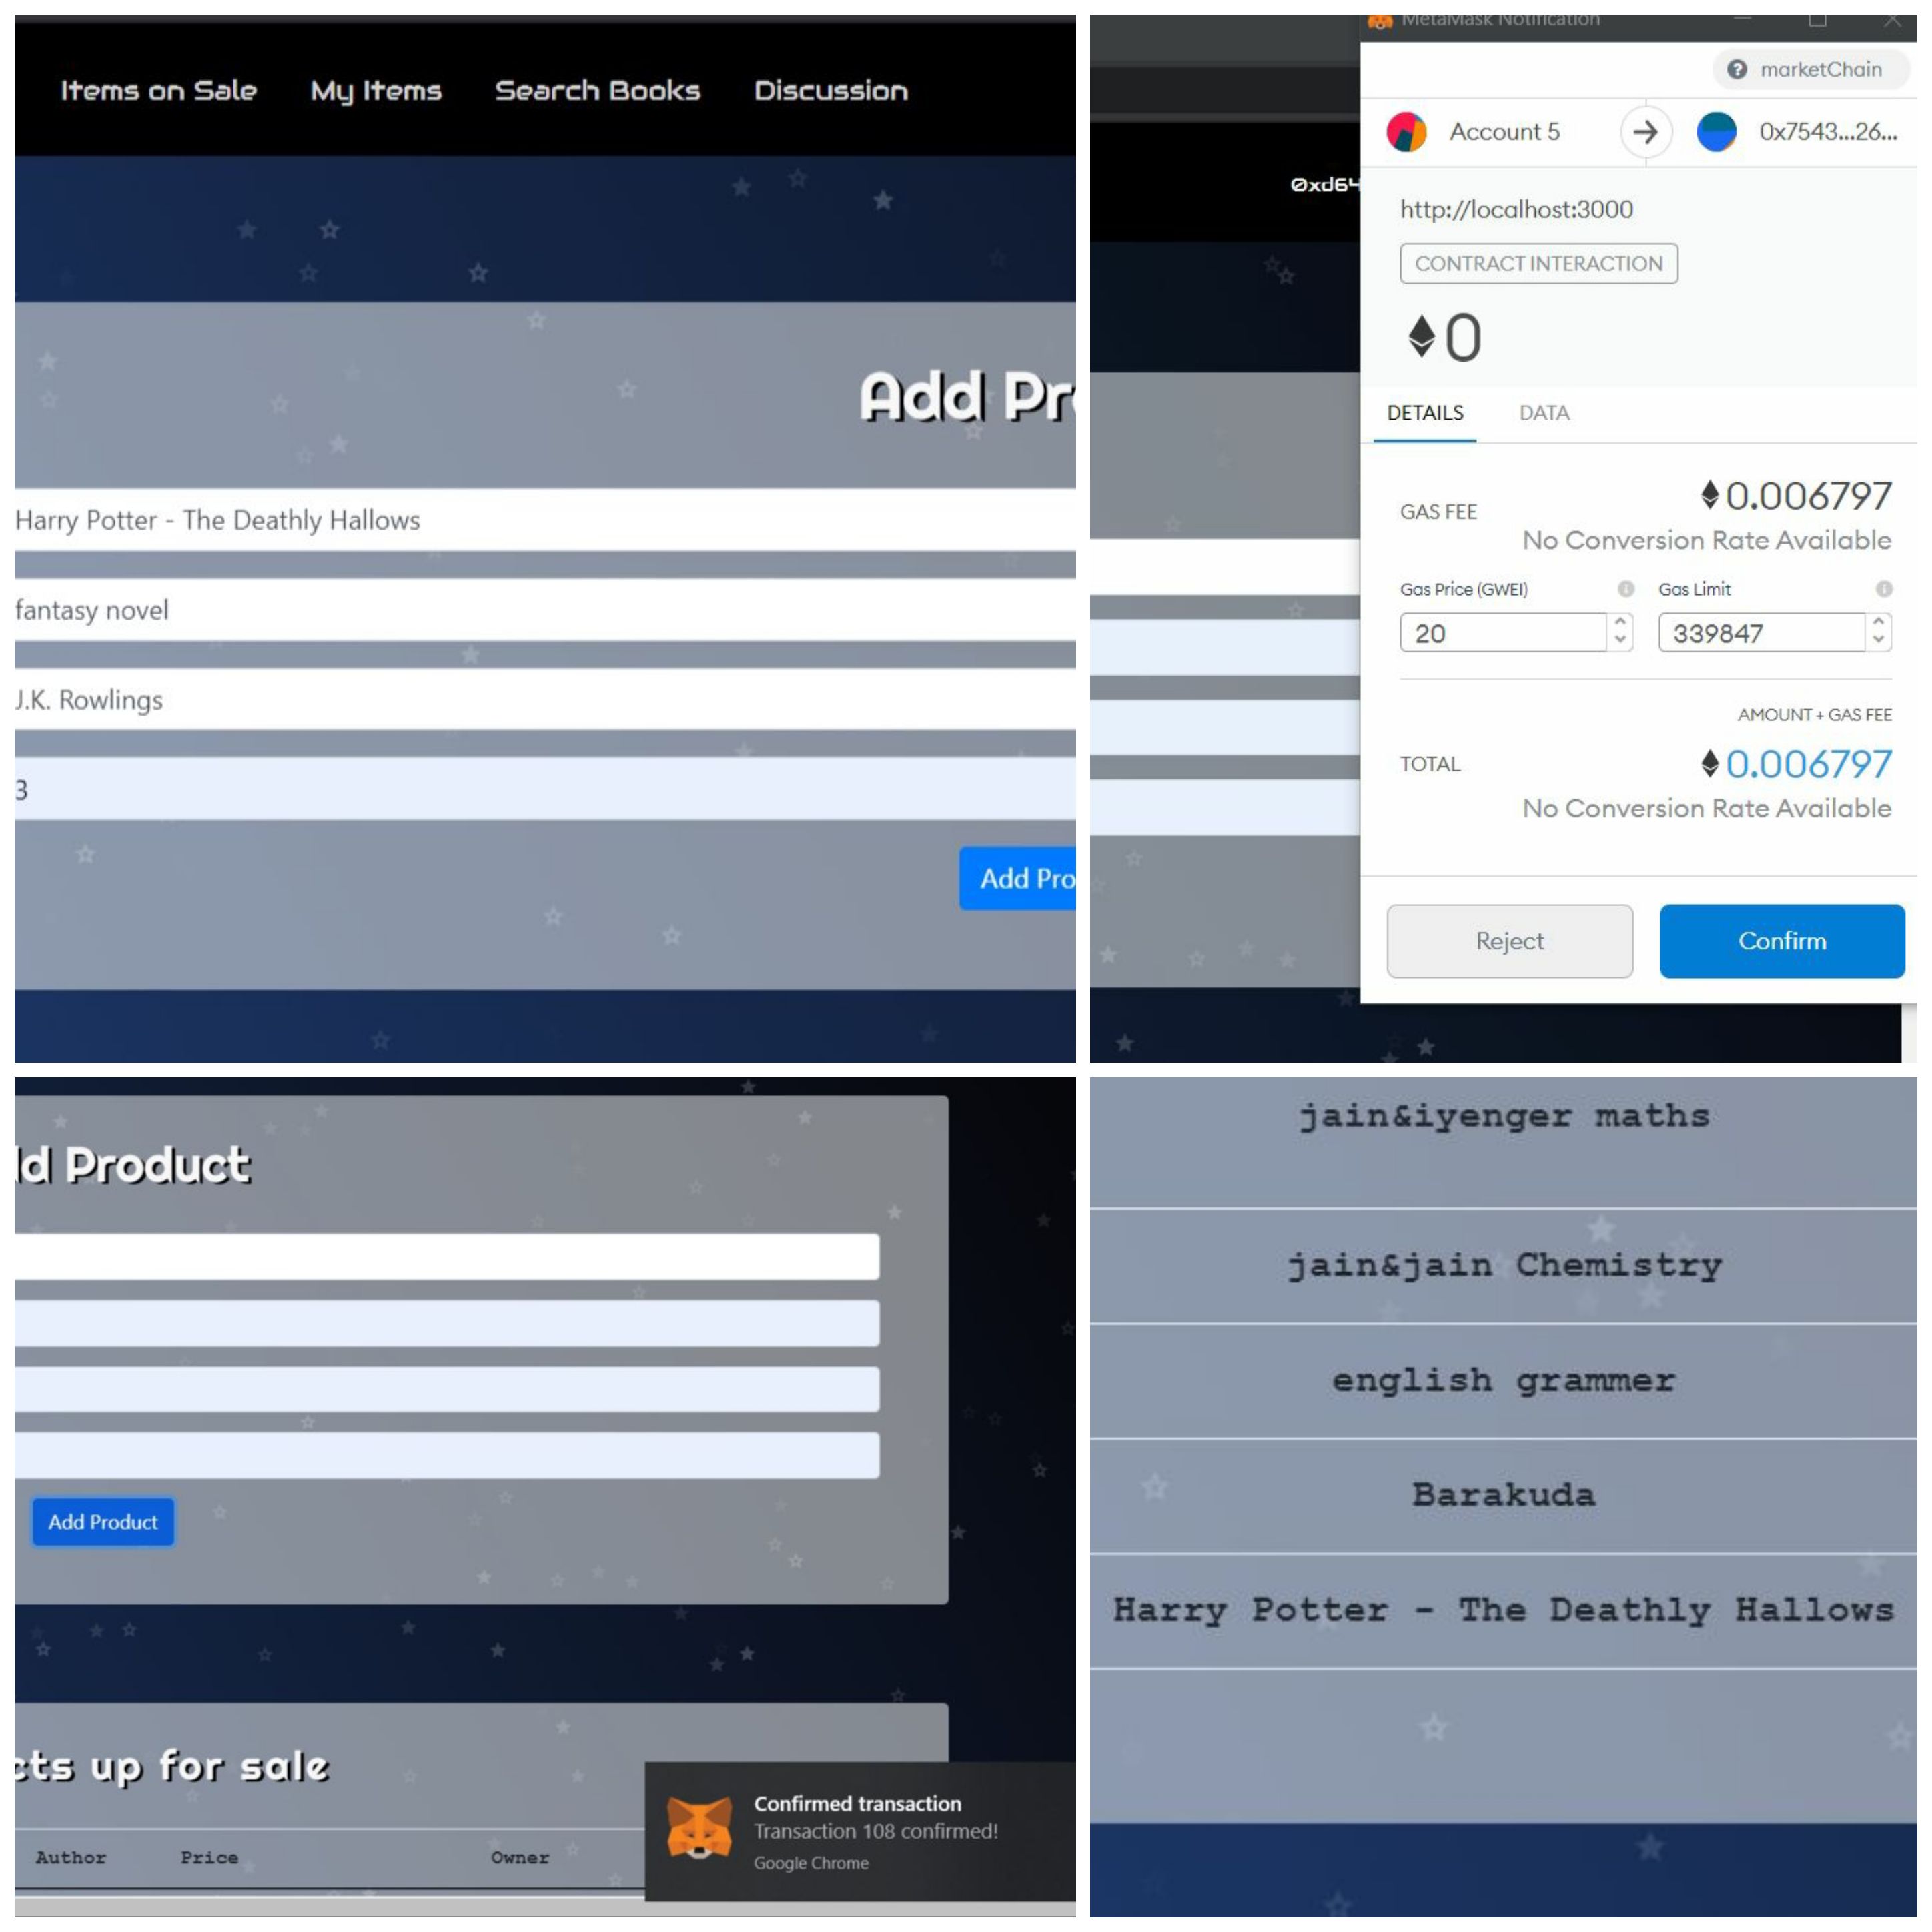 Items on Sale My Items Search Books Discussion
Add Pr
Harry Potter - The Deathly Hallows
fantasy novel
J.K. Rowlings
3
Add Pro
MetaMask Notification
marketChain
Account 5 0x7543...26...
0xd64
http://localhost:3000
CONTRACT INTERACTION
0
DETAILS DATA
GAS FEE 0.006797
No Conversion Rate Available
Gas Price (GWEI) Gas Limit
20 339847
AMOUNT + GAS FEE
TOTAL 0.006797
No Conversion Rate Available
Reject Confirm
d Product
Add Product
cts up for sale
Author Price Owner
Confirmed transaction
Transaction 108 confirmed!
Google Chrome
jain&iyenger maths
jain&jain Chemistry
english grammer
Barakuda
Harry Potter - The Deathly Hallows